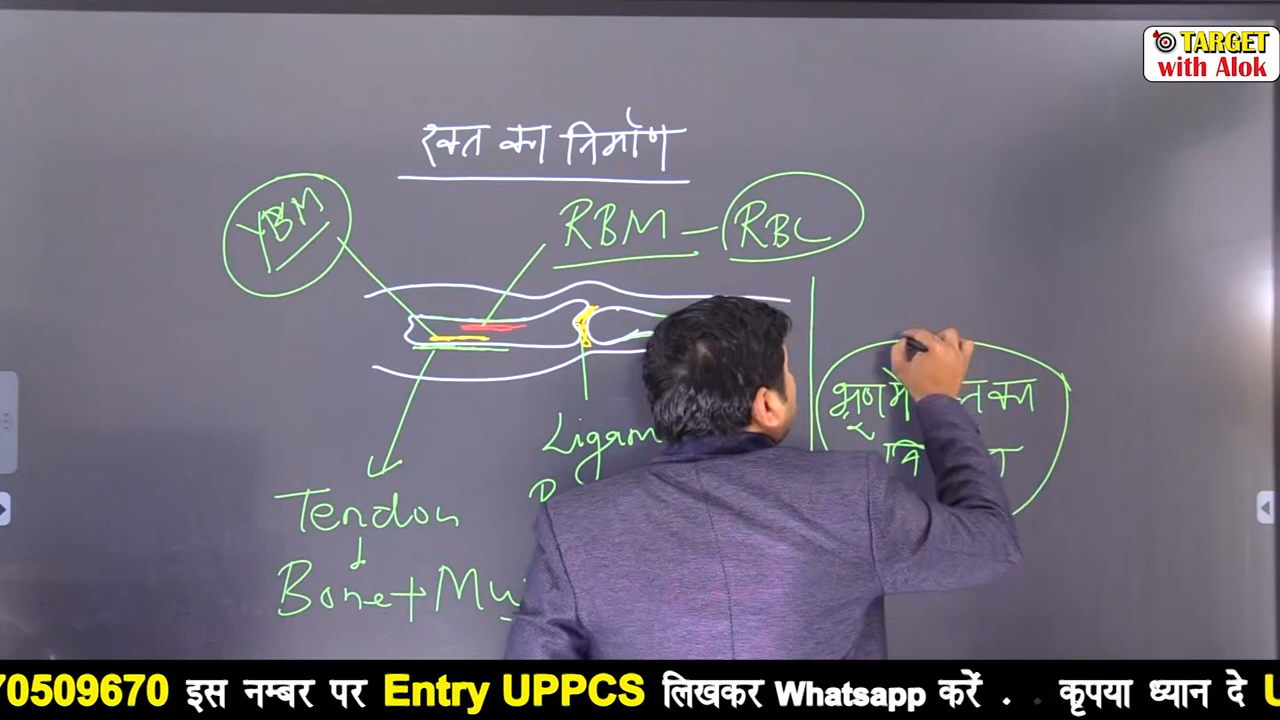 TARGET
with Alok
रक्त का निर्माण
YBM
RBM - RBC
भ्रूण में का
Tendon
Bone +
70509670 इस नम्बर पर Entry UPPCS लिखकर Whatsapp करें . . कृपया ध्यान दे U